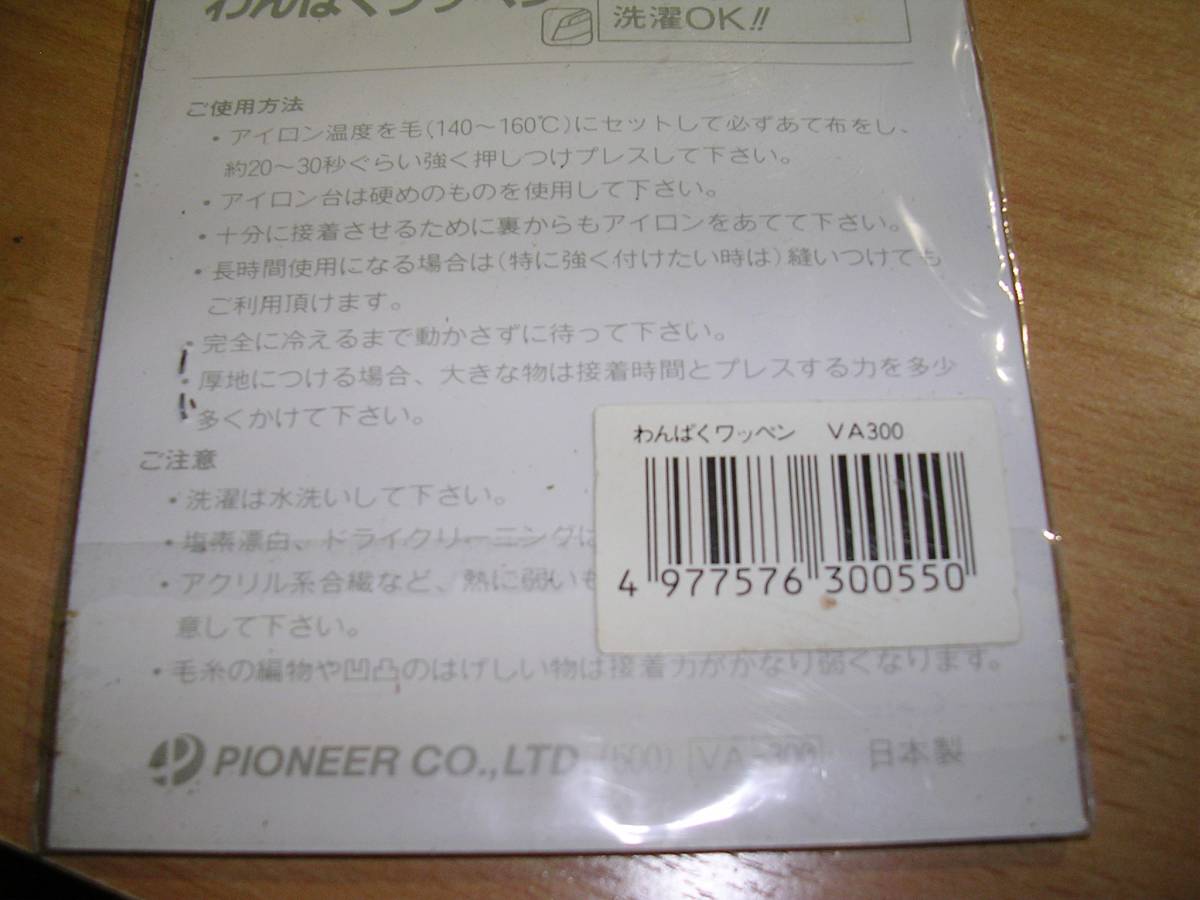 わんぱくワッペン
洗濯OK!!
ご使用方法
・アイロン温度を毛(140～160℃)にセットして必ずあて布をし、
約20～30秒ぐらい強く押しつけプレスして下さい。
・アイロン台は硬めのものを使用して下さい。
・十分に接着させるために裏からもアイロンをあてて下さい。
・長時間使用になる場合は(特に強く付けたい時は)縫いつけても
ご利用頂けます。
・完全に冷えるまで動かさずに待って下さい。
・厚地につける場合、大きな物は接着時間とプレスする力を多少
多くかけて下さい。
ご注意
・洗濯は水洗いして下さい。
・塩素漂白、ドライクリーニングに
・アクリル系合繊など、熱に弱いも
意して下さい。
・毛糸の編物や凹凸のはげしい物は接着力がかなり弱くなります。
わんぱくワッペン VA300
4 977576 300550
PIONEER CO.,LTD (500) VA-300 日本製